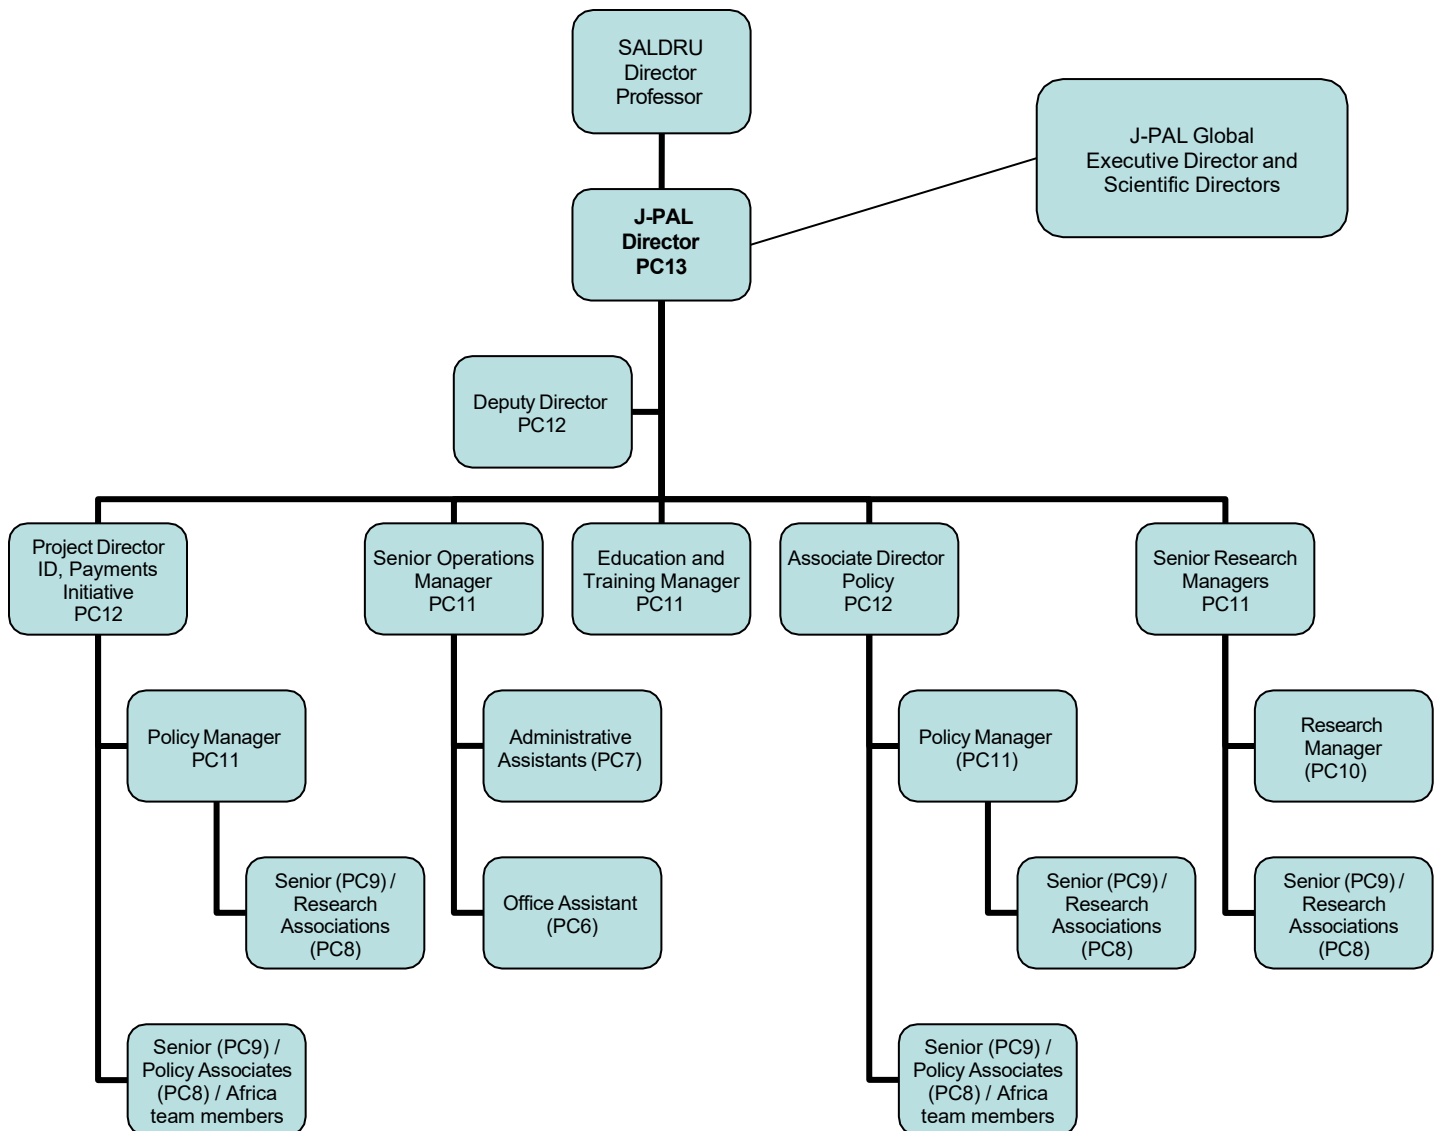 SALDRU
Director
Professor
J-PAL Global
Executive Director and
Scientific Directors
J-PAL
Director
PC13
Deputy Director
PC12
Project Director
ID, Payments
Initiative
PC12
Senior Operations
Manager
PC11
Education and
Training Manager
PC11
Associate Director
Policy
PC12
Senior Research
Managers
PC11
Policy Manager
PC11
Administrative
Assistants (PC7)
Policy Manager
(PC11)
Research
Manager
(PC10)
Senior (PC9) /
Research
Associations
(PC8)
Office Assistant
(PC6)
Senior (PC9) /
Research
Associations
(PC8)
Senior (PC9) /
Research
Associations
(PC8)
Senior (PC9) /
Policy Associates
(PC8) / Africa
team members
Senior (PC9) /
Policy Associates
(PC8) / Africa
team members